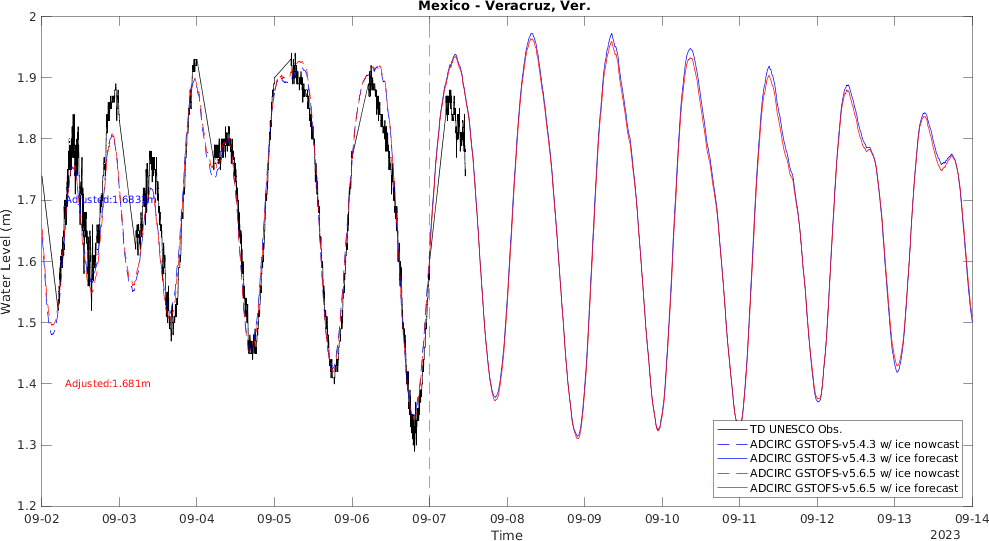 Mexico - Veracruz, Ver.
2
1.9
1.8
1.7
1.6
1.5
1.4
1.3
1.2
Water Level (m)
Adjusted:1.6833m
Adjusted:1.681m
TD UNESCO Obs.
ADCIRC GSTOFS-v5.4.3 w/ ice nowcast
ADCIRC GSTOFS-v5.4.3 w/ ice forecast
ADCIRC GSTOFS-v5.6.5 w/ ice nowcast
ADCIRC GSTOFS-v5.6.5 w/ ice forecast
09-02 09-03 09-04 09-05 09-06 09-07 09-08 09-09 09-10 09-11 09-12 09-13 09-14
Time
2023